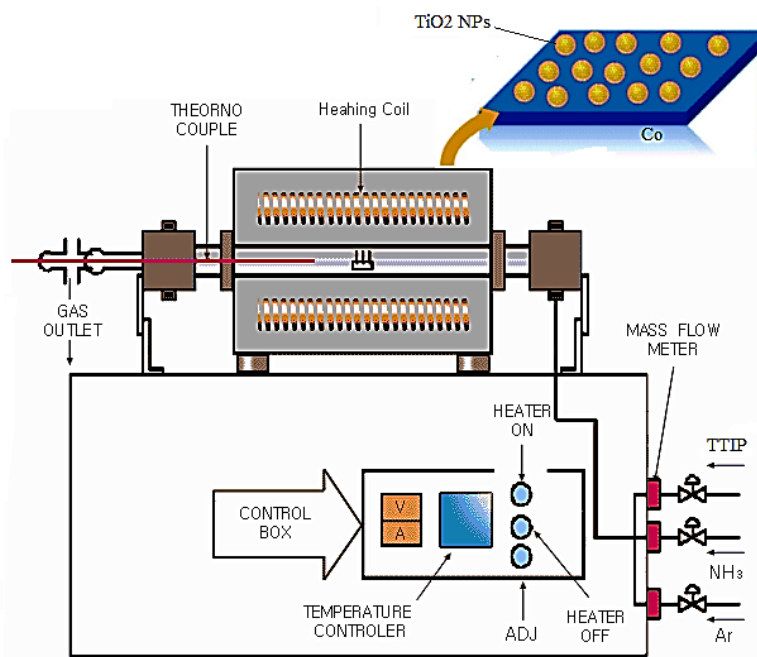 TiO2 NPs
THEORNO
COUPLE
Heahing Coil
Co
GAS
OUTLET
MASS FLOW
METER
HEATER
ON
TTIP
CONTROL
BOX
V
A
NH₃
TEMPERATURE
CONTROLER
ADJ
HEATER
OFF
Ar